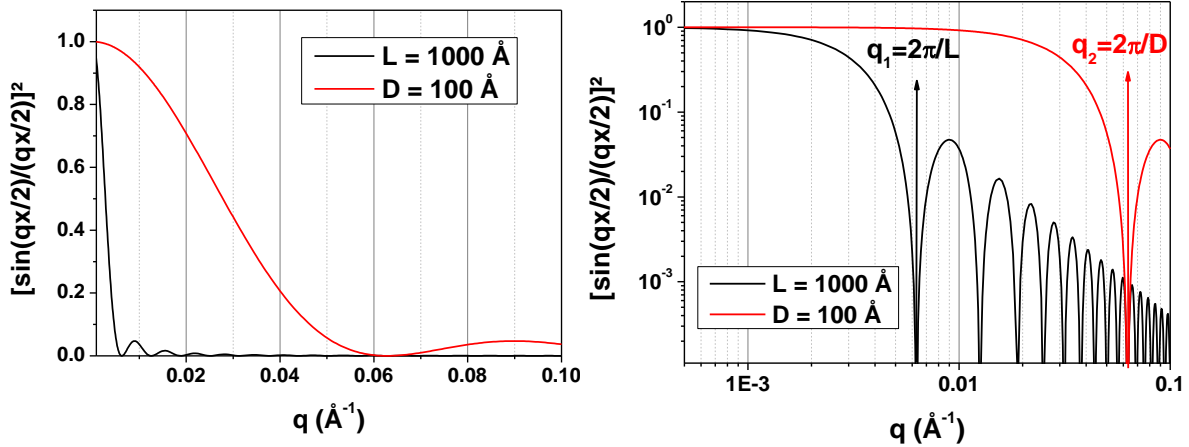 [sin(qx/2)/(qx/2)]²
1.0
0.8
0.6
0.4
0.2
0.0
L = 1000 Å
D = 100 Å
0.02 0.04 0.06 0.08 0.10
q (Å⁻¹)
[sin(qx/2)/(qx/2)]²
10⁰
10⁻¹
10⁻²
10⁻³
q₁=2π/L
q₂=2π/D
L = 1000 Å
D = 100 Å
1E-3 0.01 0.1
q (Å⁻¹)